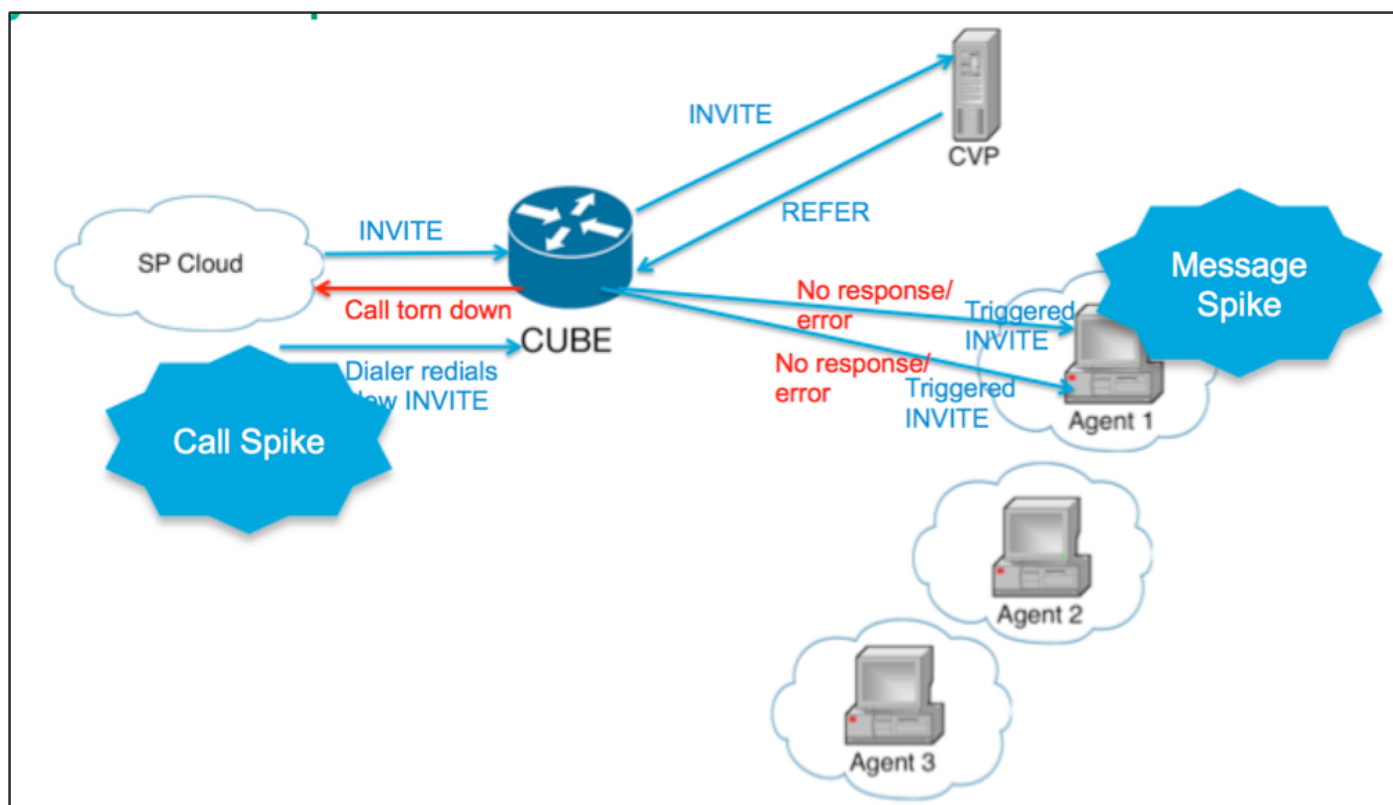 INVITE
CVP
REFER
SP Cloud
INVITE
Call torn down
CUBE
Dialer redials
INVITE
Call Spike
No response/
error
Triggered
INVITE
No response/
error
Triggered
INVITE
Message
Spike
Agent 1
Agent 2
Agent 3